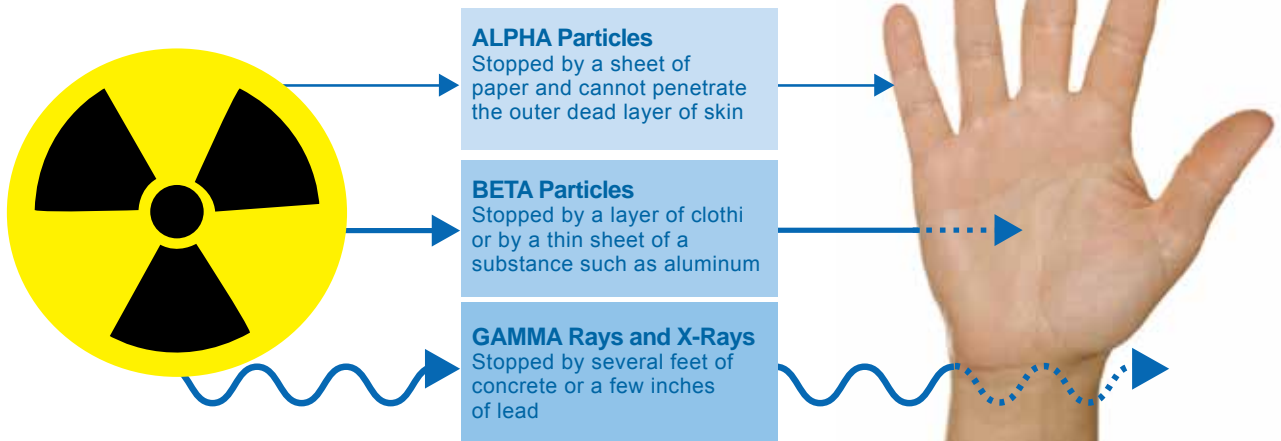 ALPHA Particles
Stopped by a sheet of
paper and cannot penetrate
the outer dead layer of skin
BETA Particles
Stopped by a layer of clothi
or by a thin sheet of a
substance such as aluminum
GAMMA Rays and X-Rays
Stopped by several feet of
concrete or a few inches
of lead